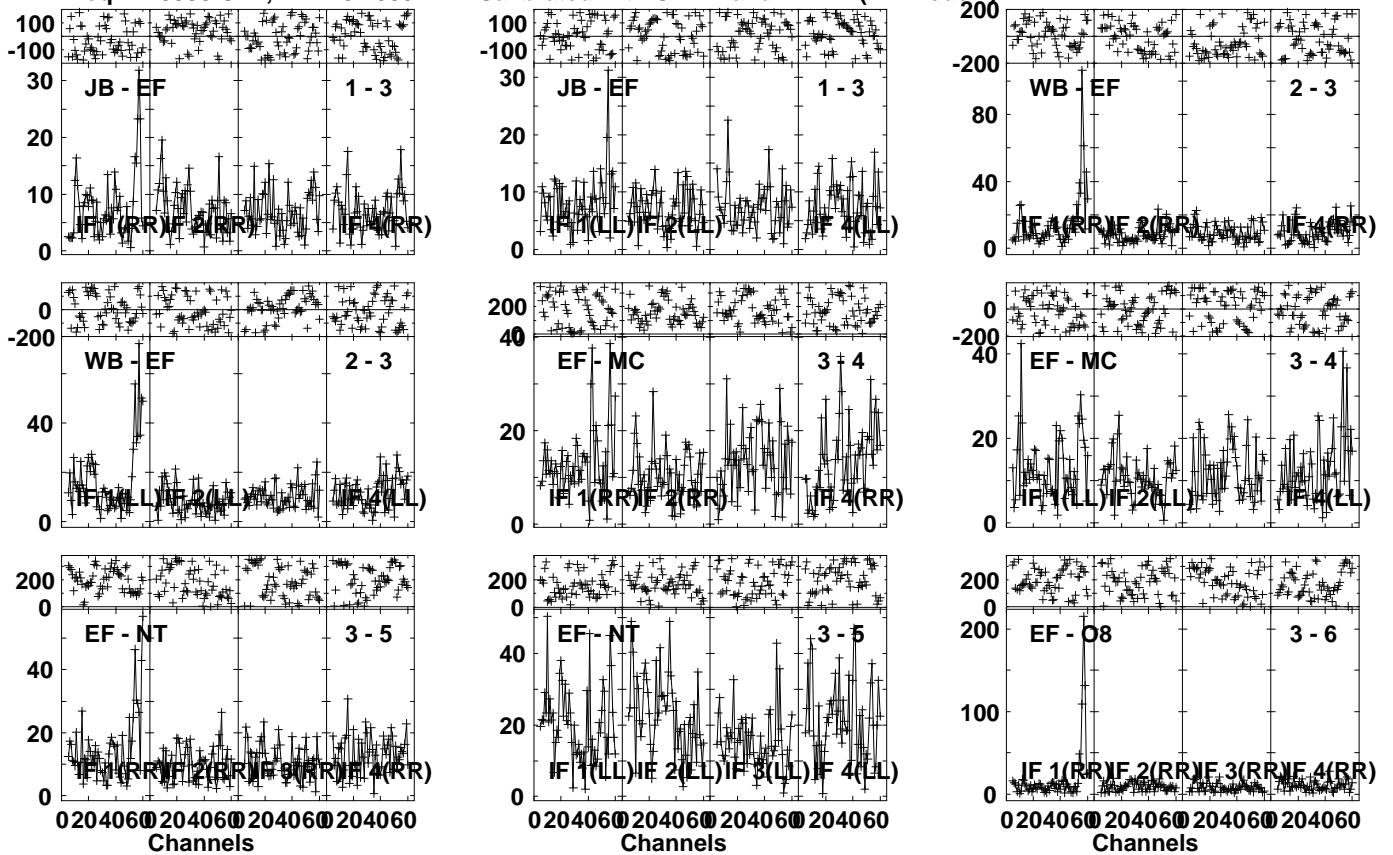 100
-100
30
20
10
0
JB - EF
1 - 3
IF 1(RR)
IF 2(RR)
IF 4(RR)
100
-100
30
20
10
0
JB - EF
1 - 3
IF 1(LL)
IF 2(LL)
IF 4(LL)
200
-200
80
40
0
WB - EF
2 - 3
IF 1(RR)
IF 2(RR)
IF 4(RR)
0
-200
40
0
WB - EF
2 - 3
IF 1(LL)
IF 2(LL)
IF 4(LL)
200
0
40
20
0
EF - MC
3 - 4
IF 1(RR)
IF 2(RR)
IF 4(RR)
0
-200
40
20
0
EF - MC
3 - 4
IF 1(LL)
IF 2(LL)
IF 4(LL)
200
0
40
20
0
EF - NT
3 - 5
IF 1(RR)
IF 2(RR)
IF 3(RR)
IF 4(RR)
0 20 40 60 0 20 40 60 0 20 40 60 0 20 40 60
Channels
200
0
40
20
0
EF - NT
3 - 5
IF 1(LL)
IF 2(LL)
IF 3(LL)
IF 4(LL)
0 20 40 60 0 20 40 60 0 20 40 60 0 20 40 60
Channels
200
0
200
100
0
EF - O8
3 - 6
IF 1(RR)
IF 2(RR)
IF 3(RR)
IF 4(RR)
0 20 40 60 0 20 40 60 0 20 40 60 0 20 40 60
Channels